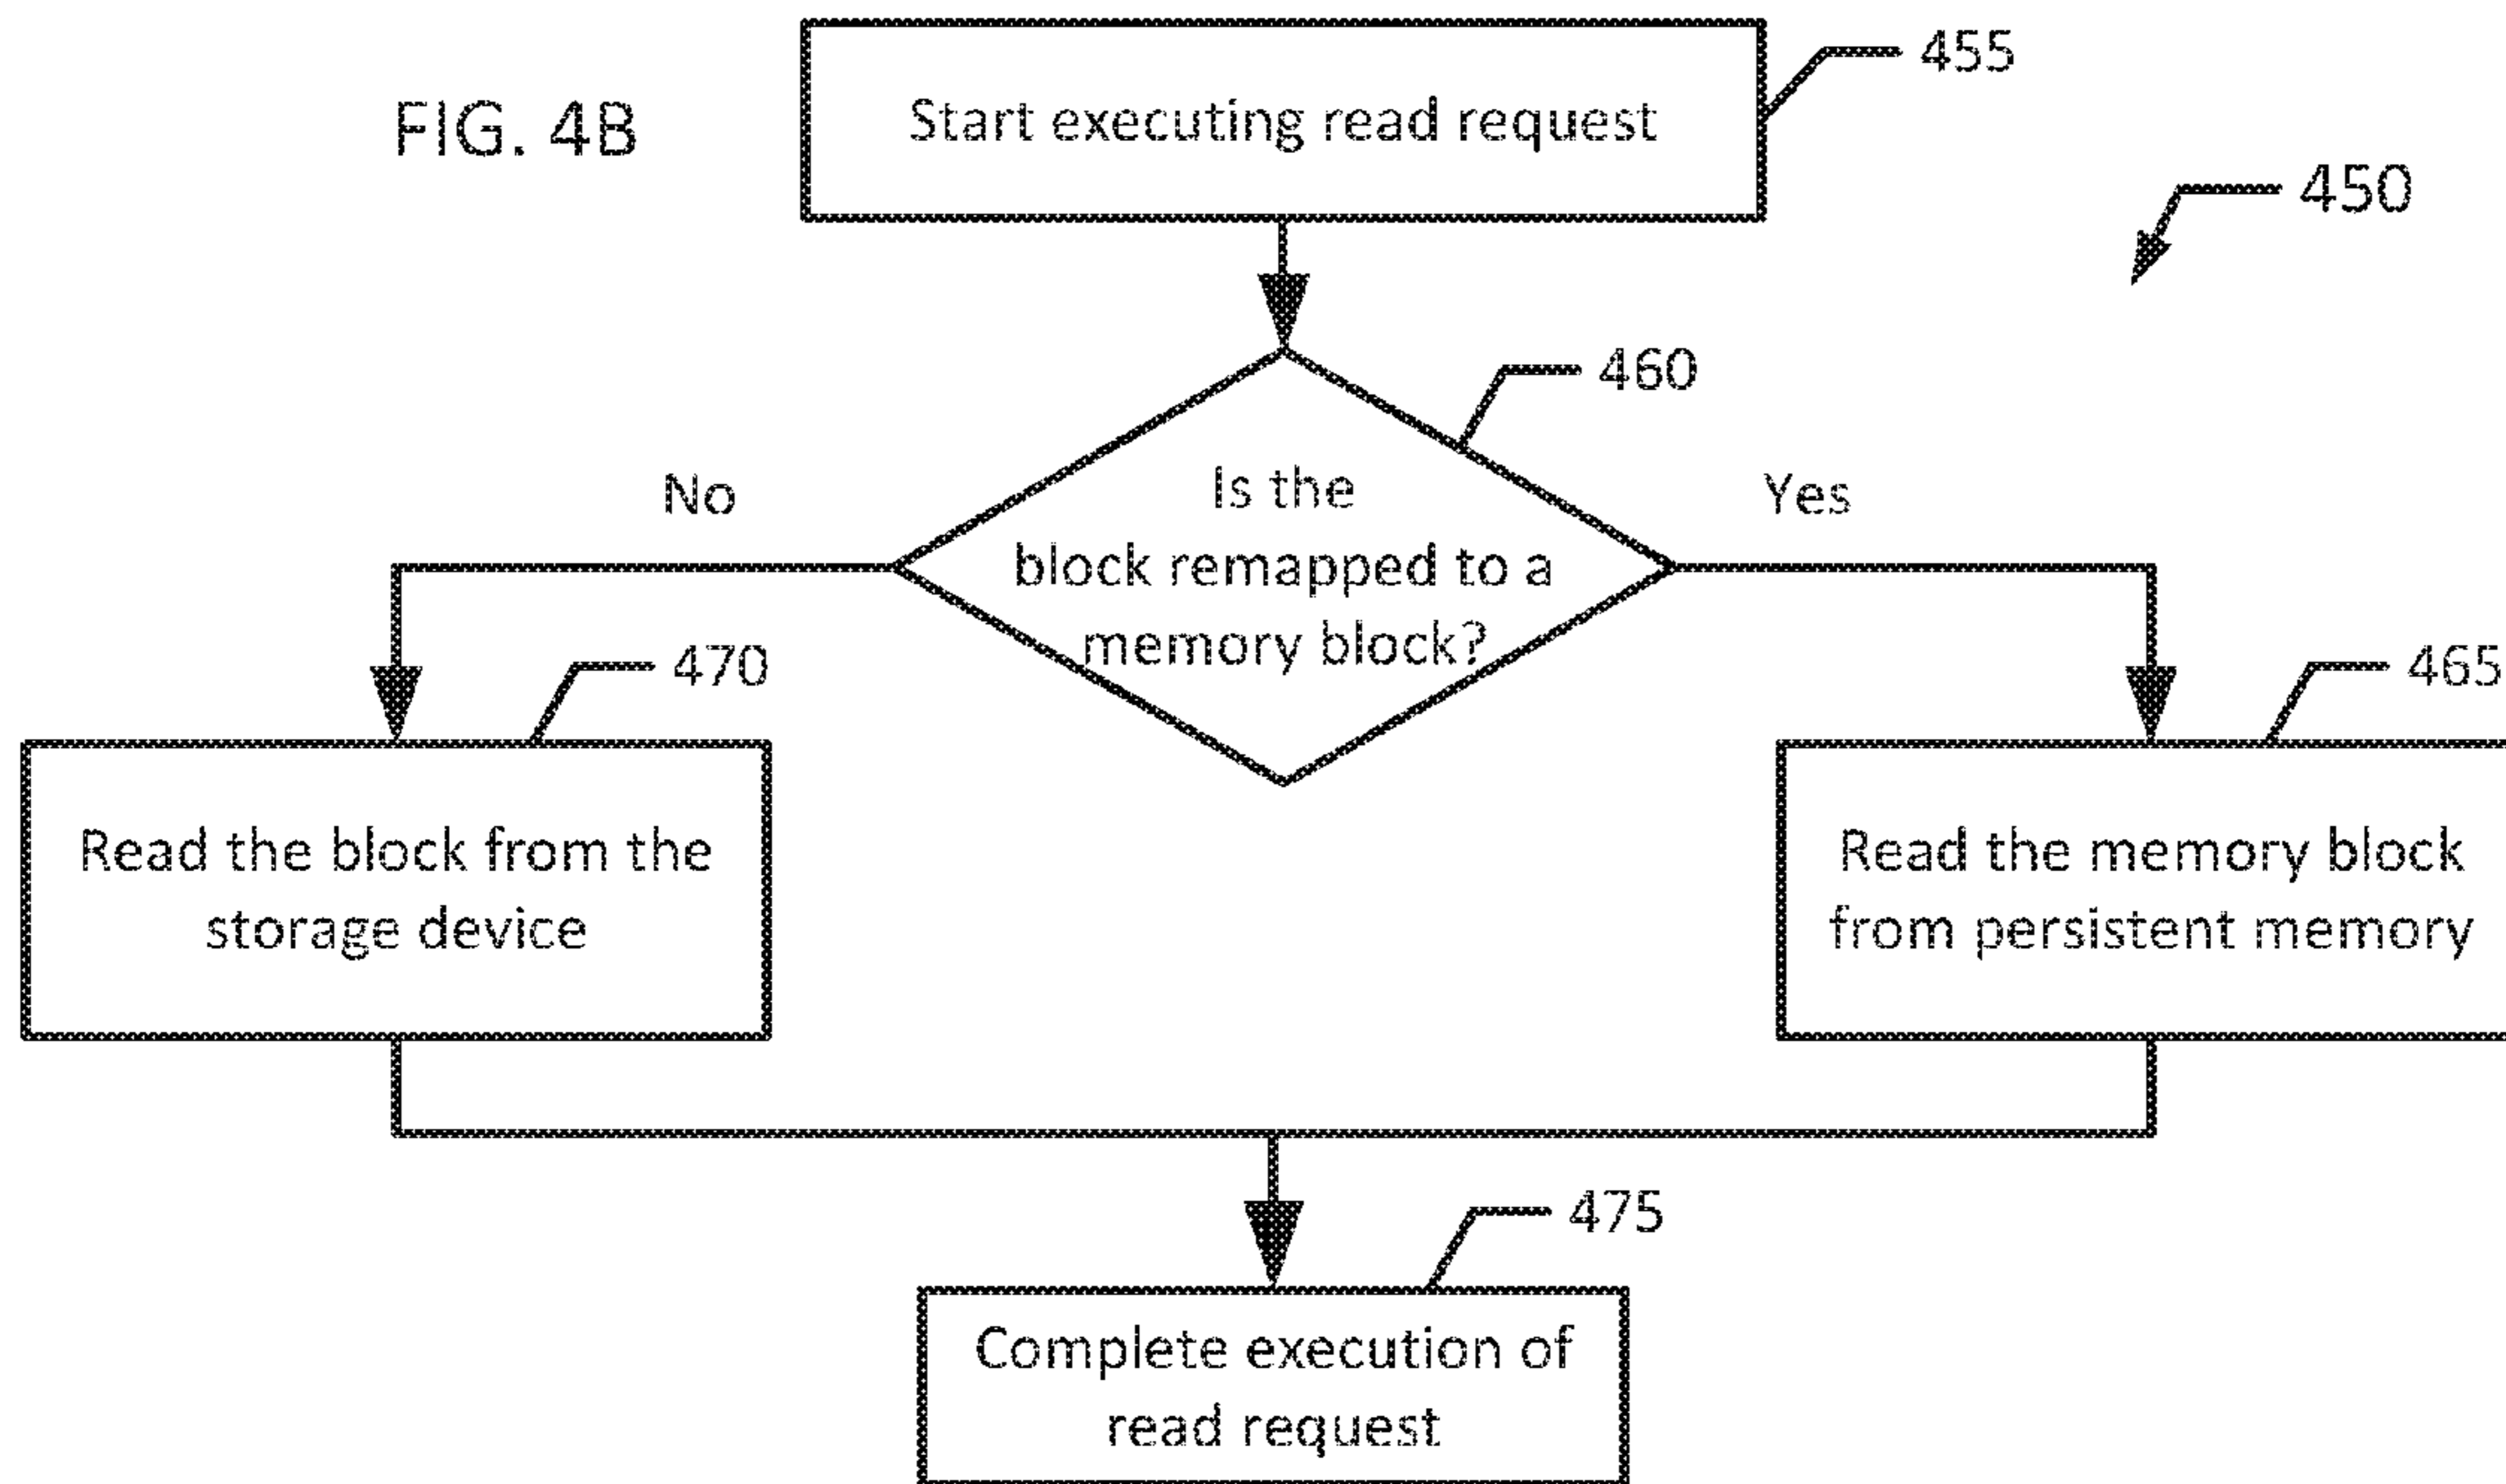 FIG. 4B
Start executing read request
455
450
460
Is the
block remapped to a
memory block?
No
Yes
470
465
Read the block from the
storage device
Read the memory block
from persistent memory
475
Complete execution of
read request